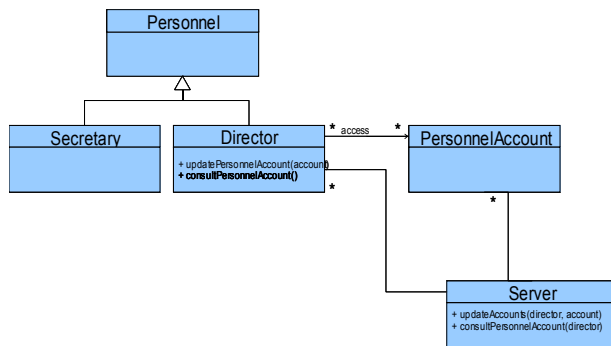 Personnel
Secretary
Director
+ updatePersonnelAccount(account)
+ consultPersonnelAccount()
* access *
PersonnelAccount
*
*
Server
+ updateAccounts(director, account)
+ consultPersonnelAccount(director)